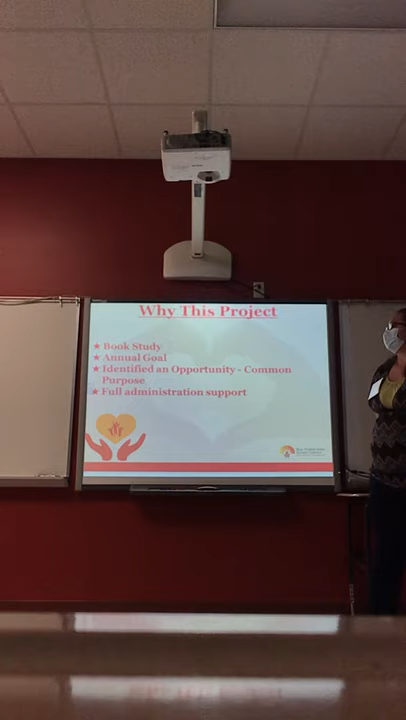 Why This Project
★ Book Study
★ Annual Goal
★ Identified an Opportunity - Common
Purpose
★ Full administration support